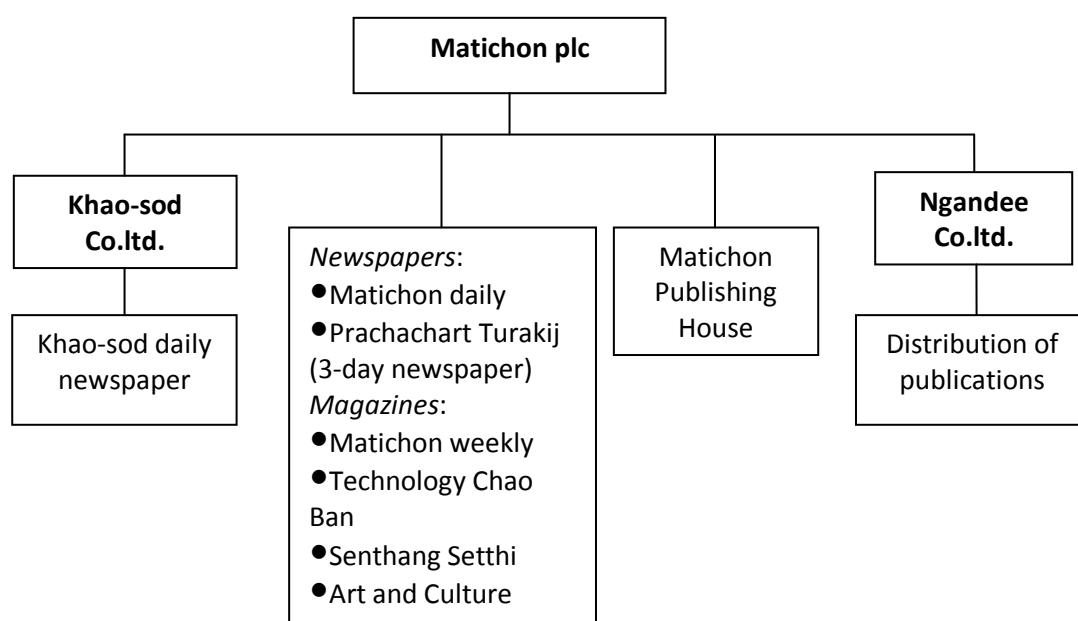 Matichon plc
Khao-sod
Co.ltd.
Khao-sod daily
newspaper
Newspapers:
●Matichon daily
●Prachachart Turakij
(3-day newspaper)
Magazines:
●Matichon weekly
●Technology Chao
Ban
●Senthang Setthi
●Art and Culture
Matichon
Publishing
House
Ngandee
Co.ltd.
Distribution of
publications